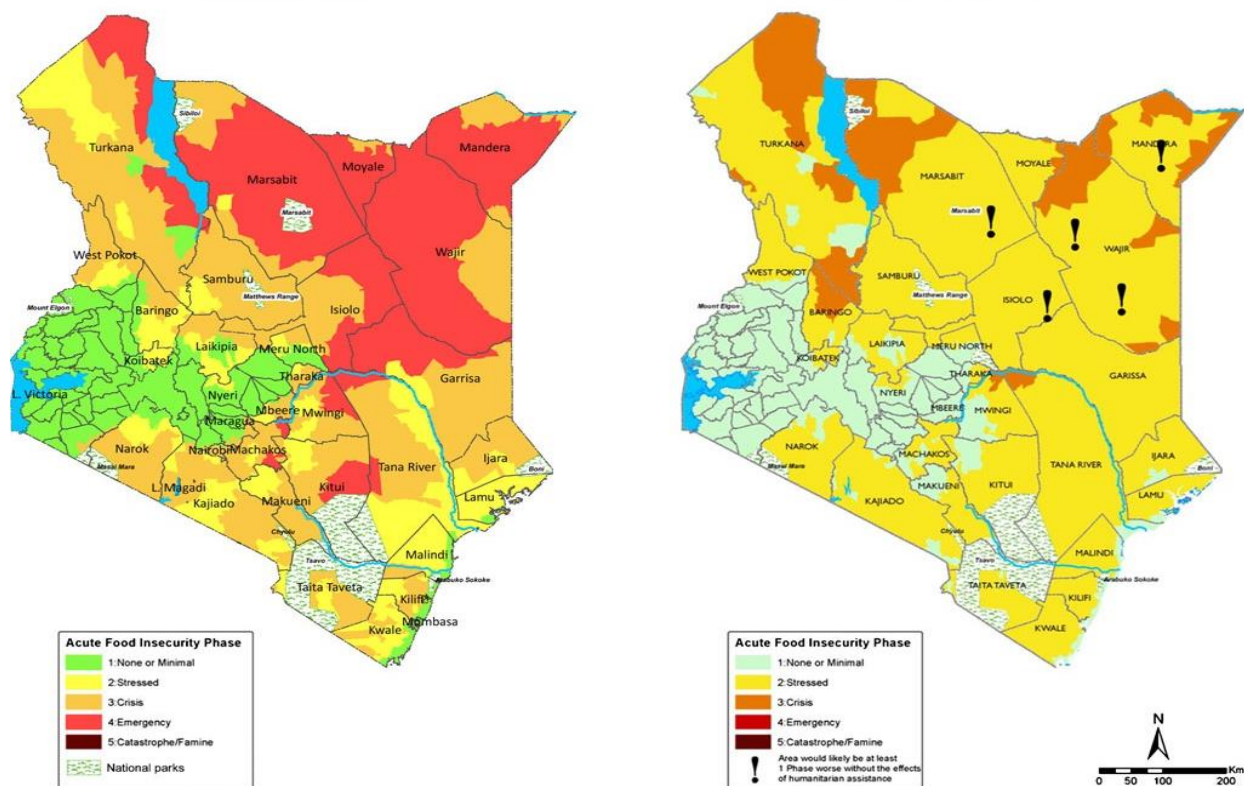 Sibiloi
Turkana
Moyale
Mandera
Marsabit
Marsabit
Wajir
West Pokot
Samburu
Mount Elgon
Matthews Range
Baringo
Isiolo
Laikipia
Koibatek
Meru North
Tharaka
Garrisa
L. Victoria
Nyeri
Mbeere
Mwingi
Maragua
Narok
Nairobi
Machakos
Ijara
Masai Mara
Tana River
Boni
L. Magadi
Kitui
Lamu
Kajiado
Makueni
Chyulu
Malindi
Tsavo
Arabuko Sokoke
Taita Taveta
Kilifi
Mombasa
Kwale
Acute Food Insecurity Phase
1:None or Minimal
2:Stressed
3:Crisis
4:Emergency
5:Catastrophe/Famine
National parks
Sibiloi
TURKANA
MANDERA
MOYALE
MARSABIT
Marsabit
WAJIR
WEST POKOT
SAMBURU
Mount Elgon
Matthews Range
ISIOLO
BARINGO
LAIKIPIA
MERU NORTH
KOIBATEK
THARAKA
GARISSA
NYERI
MBEERE
MWINGI
NAROK
MACHAKOS
IJARA
Masai Mara
TANA RIVER
Boni
MAKUENI
KITUI
LAMU
KAJIADO
Chyulu
MALINDI
Tsavo
Arabuko Sokoke
TAITA TAVETA
KILIFI
KWALE
Acute Food Insecurity Phase
1:None or Minimal
2:Stressed
3:Crisis
4:Emergency
5:Catastrophe/Famine
! Area would likely be at least
1 Phase worse without the effects
of humanitarian assistance
N
0 50 100 200 Km